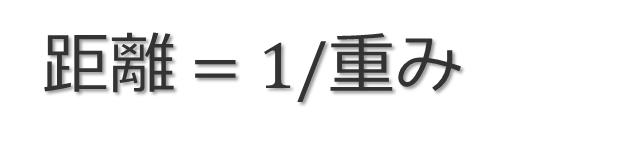 距離 = 1/重み